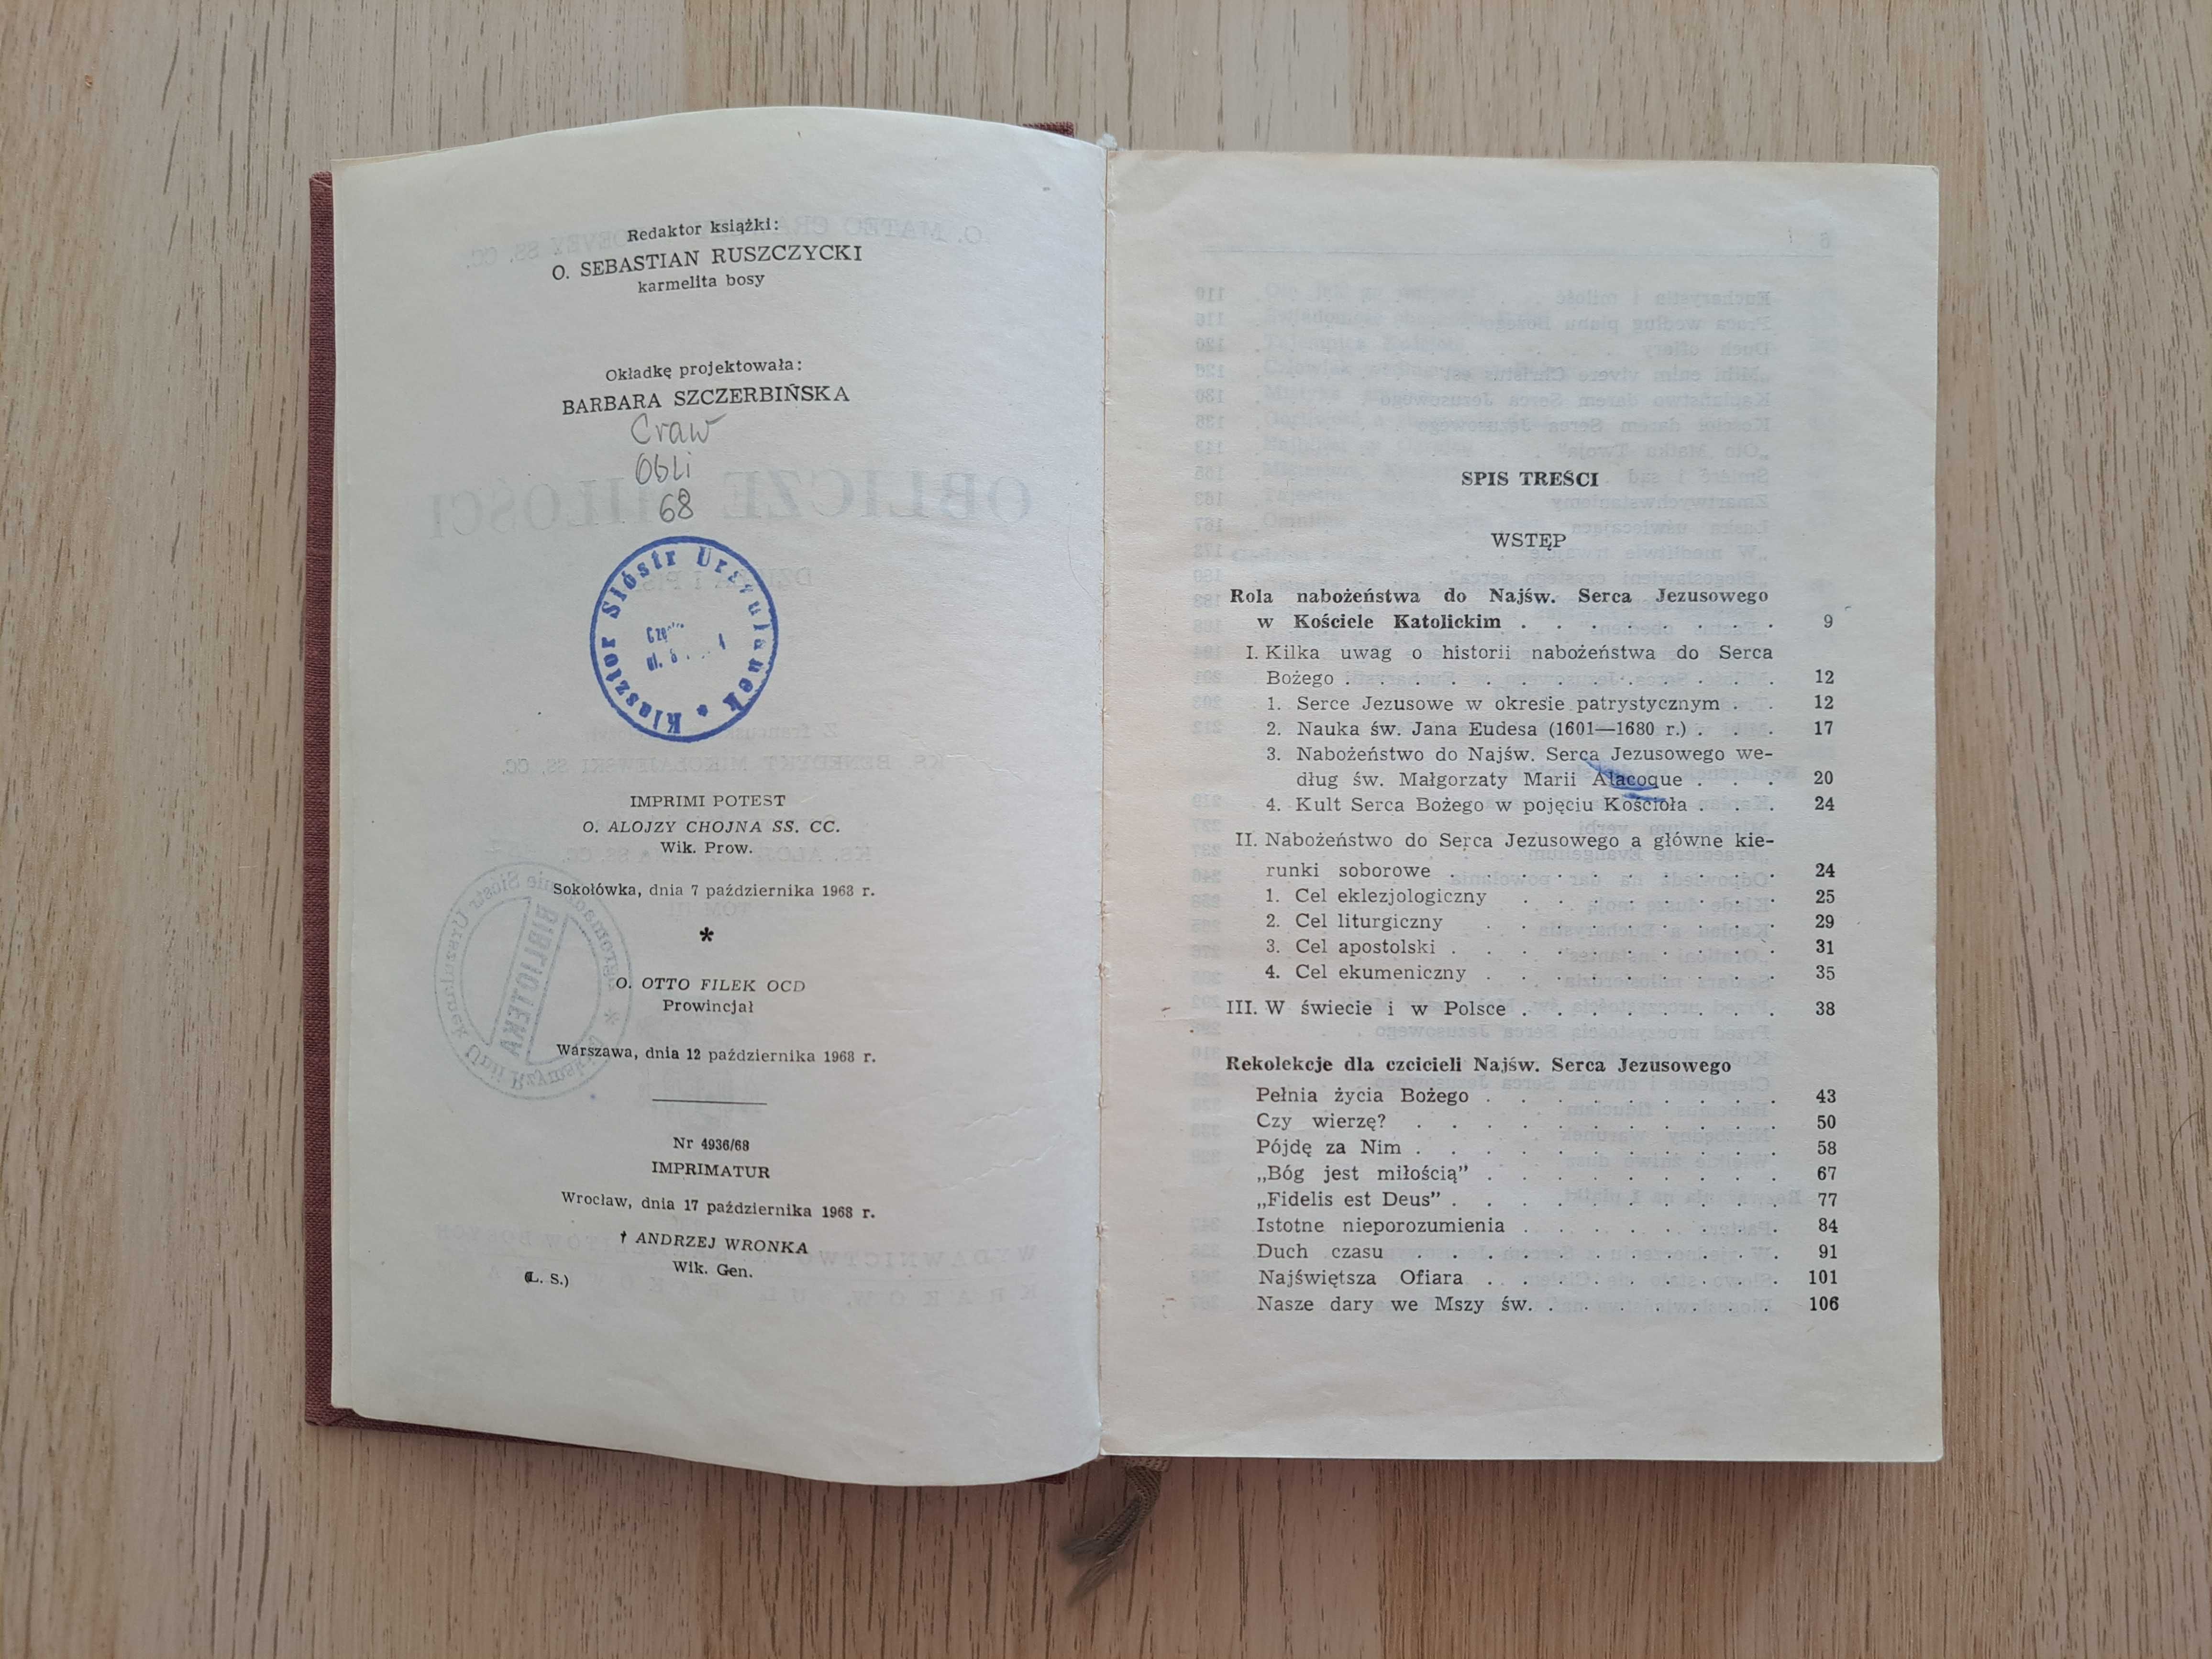 Redaktor książki:
O. SEBASTIAN RUSZCZYCKI
karmelita bosy
Okładkę projektowała:
BARBARA SZCZERBIŃSKA
Craw
Obli
68
Klasztor Sióstr Urszulanek
IMPRIMI POTEST
O. ALOJZY CHOJNA SS. CC.
Wik. Prow.
Sokołówka, dnia 7 października 1968 r.
*
O. OTTO FILEK OCD
Prowincjał
Warszawa, dnia 12 października 1968 r.
Nr 4936/68
IMPRIMATUR
Wrocław, dnia 17 października 1968 r.
† ANDRZEJ WRONKA
Wik. Gen.
(L. S.)
BIBLIOTEKA
SPIS TREŚCI
WSTĘP
Rola nabożeństwa do Najśw. Serca Jezusowego
w Kościele Katolickim . . . . . . . . 9
I. Kilka uwag o historii nabożeństwa do Serca
Bożego . . . . . . . . . . . . 12
1. Serce Jezusowe w okresie patrystycznym . . 12
2. Nauka św. Jana Eudesa (1601—1680 r.) . . . 17
3. Nabożeństwo do Najśw. Serca Jezusowego we-
dług św. Małgorzaty Marii Alacoque . . . 20
4. Kult Serca Bożego w pojęciu Kościoła . . . 24
II. Nabożeństwo do Serca Jezusowego a główne kie-
runki soborowe . . . . . . . . . . 24
1. Cel eklezjologiczny . . . . . . . . 25
2. Cel liturgiczny . . . . . . . . . 29
3. Cel apostolski . . . . . . . . . . 31
4. Cel ekumeniczny . . . . . . . . . 35
III. W świecie i w Polsce . . . . . . . . 38
Rekolekcje dla czcicieli Najśw. Serca Jezusowego
Pełnia życia Bożego . . . . . . . . . 43
Czy wierzę? . . . . . . . . . . . 50
Pójdę za Nim . . . . . . . . . . . 58
„Bóg jest miłością” . . . . . . . . . 67
„Fidelis est Deus” . . . . . . . . . . 77
Istotne nieporozumienia . . . . . . . . 84
Duch czasu . . . . . . . . . . . 91
Najświętsza Ofiara . . . . . . . . . 101
Nasze dary we Mszy św. . . . . . . . 106